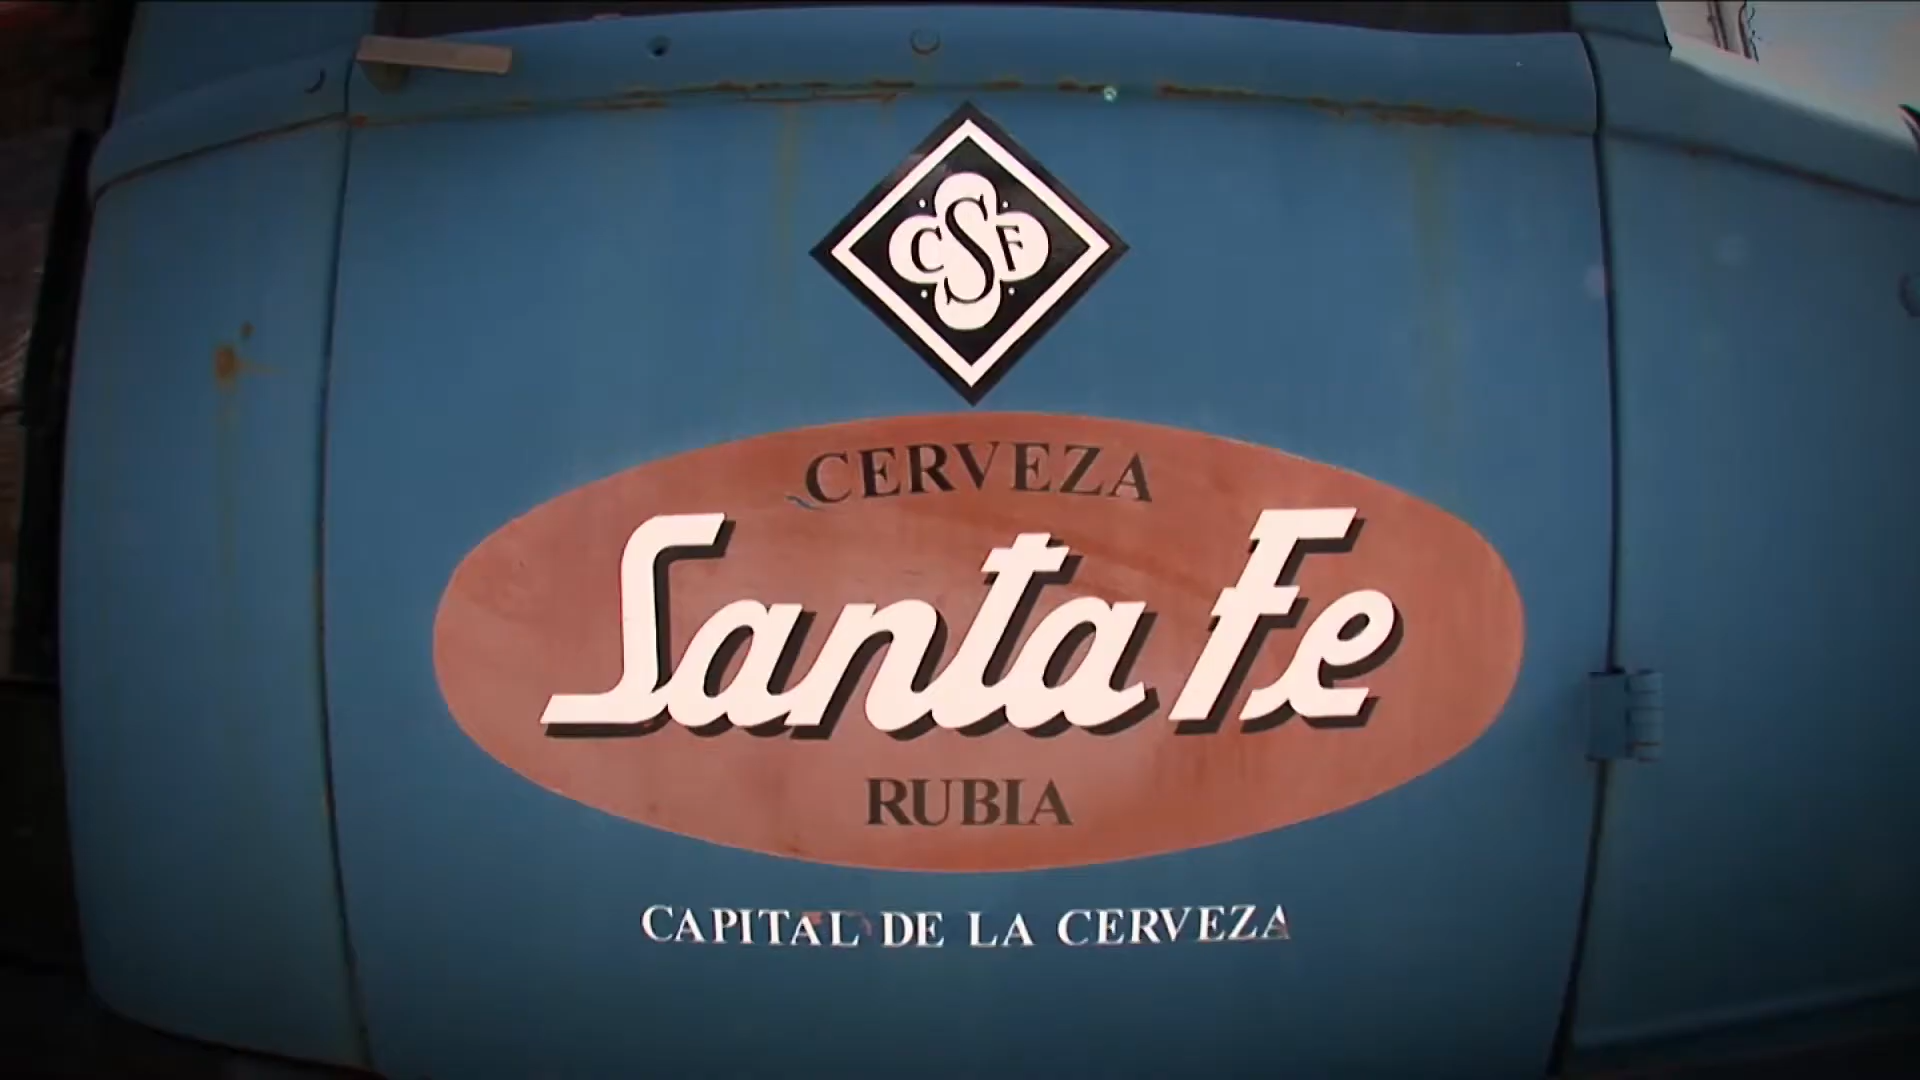 CSF
CERVEZA
Santa Fe
RUBIA
CAPITAL DE LA CERVEZA